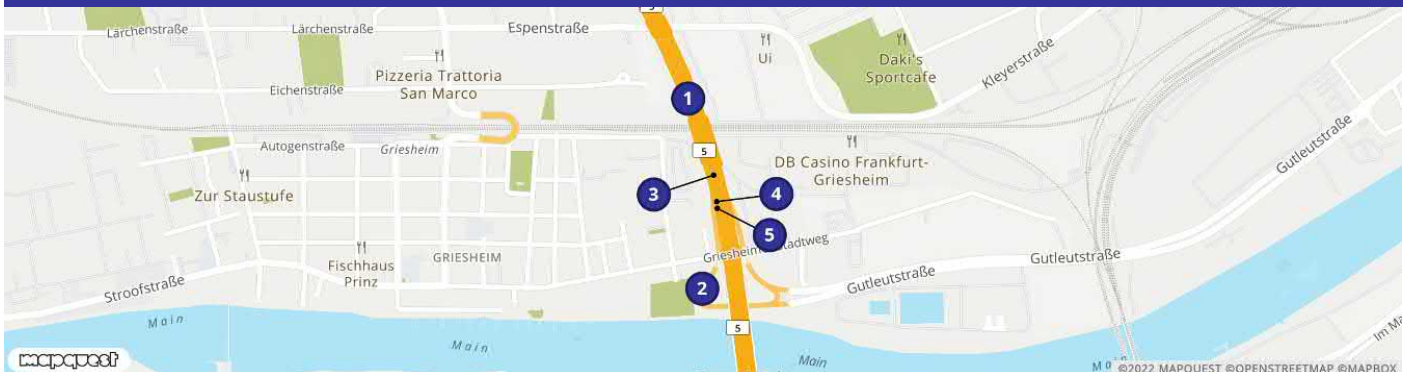 5
Lärchenstraße
Lärchenstraße
Espenstraße
Ui
Daki's
Sportcafe
Kleyerstraße
Pizzeria Trattoria
San Marco
Eichenstraße
1
Gutleutstraße
Autogenstraße
Griesheim
5
DB Casino Frankfurt-
Griesheim
Zur Staustufe
3
4
5
GRIESHEIM
Fischhaus
Prinz
Gutleutstraße
Gutleutstraße
Stroofstraße
2
Main
Main
5
Main
mapquest
©2022 MAPQUEST ©OPENSTREETMAP ©MAPBOX